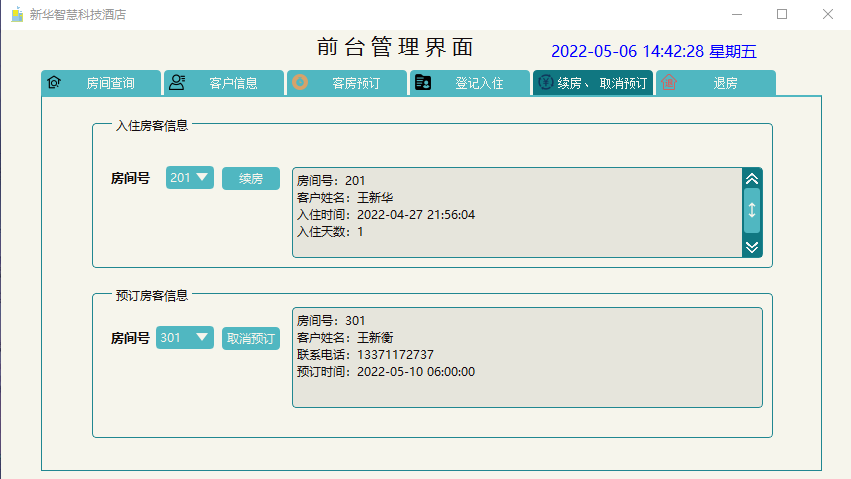 新华智慧科技酒店
前台管理界面
2022-05-06 14:42:28 星期五
房间查询 客户信息 客房预订 登记入住 续房、 取消预订 退房
入住房客信息
房间号 201 续房
房间号：201
客户姓名：王新华
入住时间：2022-04-27 21:56:04
入住天数：1
预订房客信息
房间号 301 取消预订
房间号：301
客户姓名：王新衡
联系电话：13371172737
预订时间：2022-05-10 06:00:00